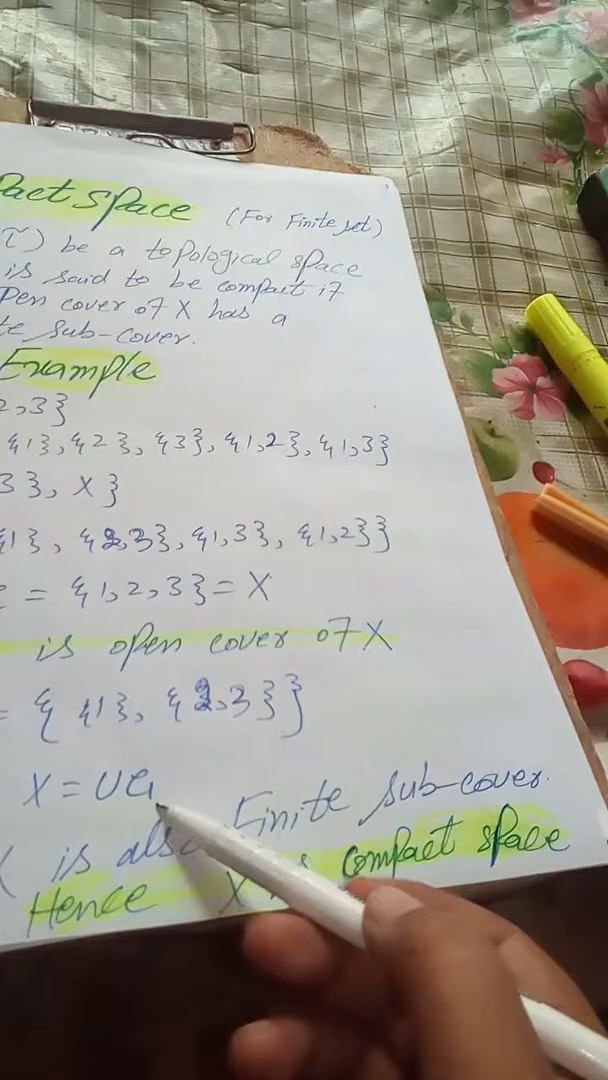 pact space (For Finite set)
τ) be a topological space
is said to be compact if
pen cover of X has a
te sub-cover.
Example
2,3}
{1}, {2}, {3}, {1,2}, {1,3}
3}, X}
{1}, {2,3}, {1,3}, {1,2}}
= {1,2,3} = X
is open cover of X
= { {1}, {2,3}}
X = UC1
is also Finite sub-cover.
Hence X is compact space